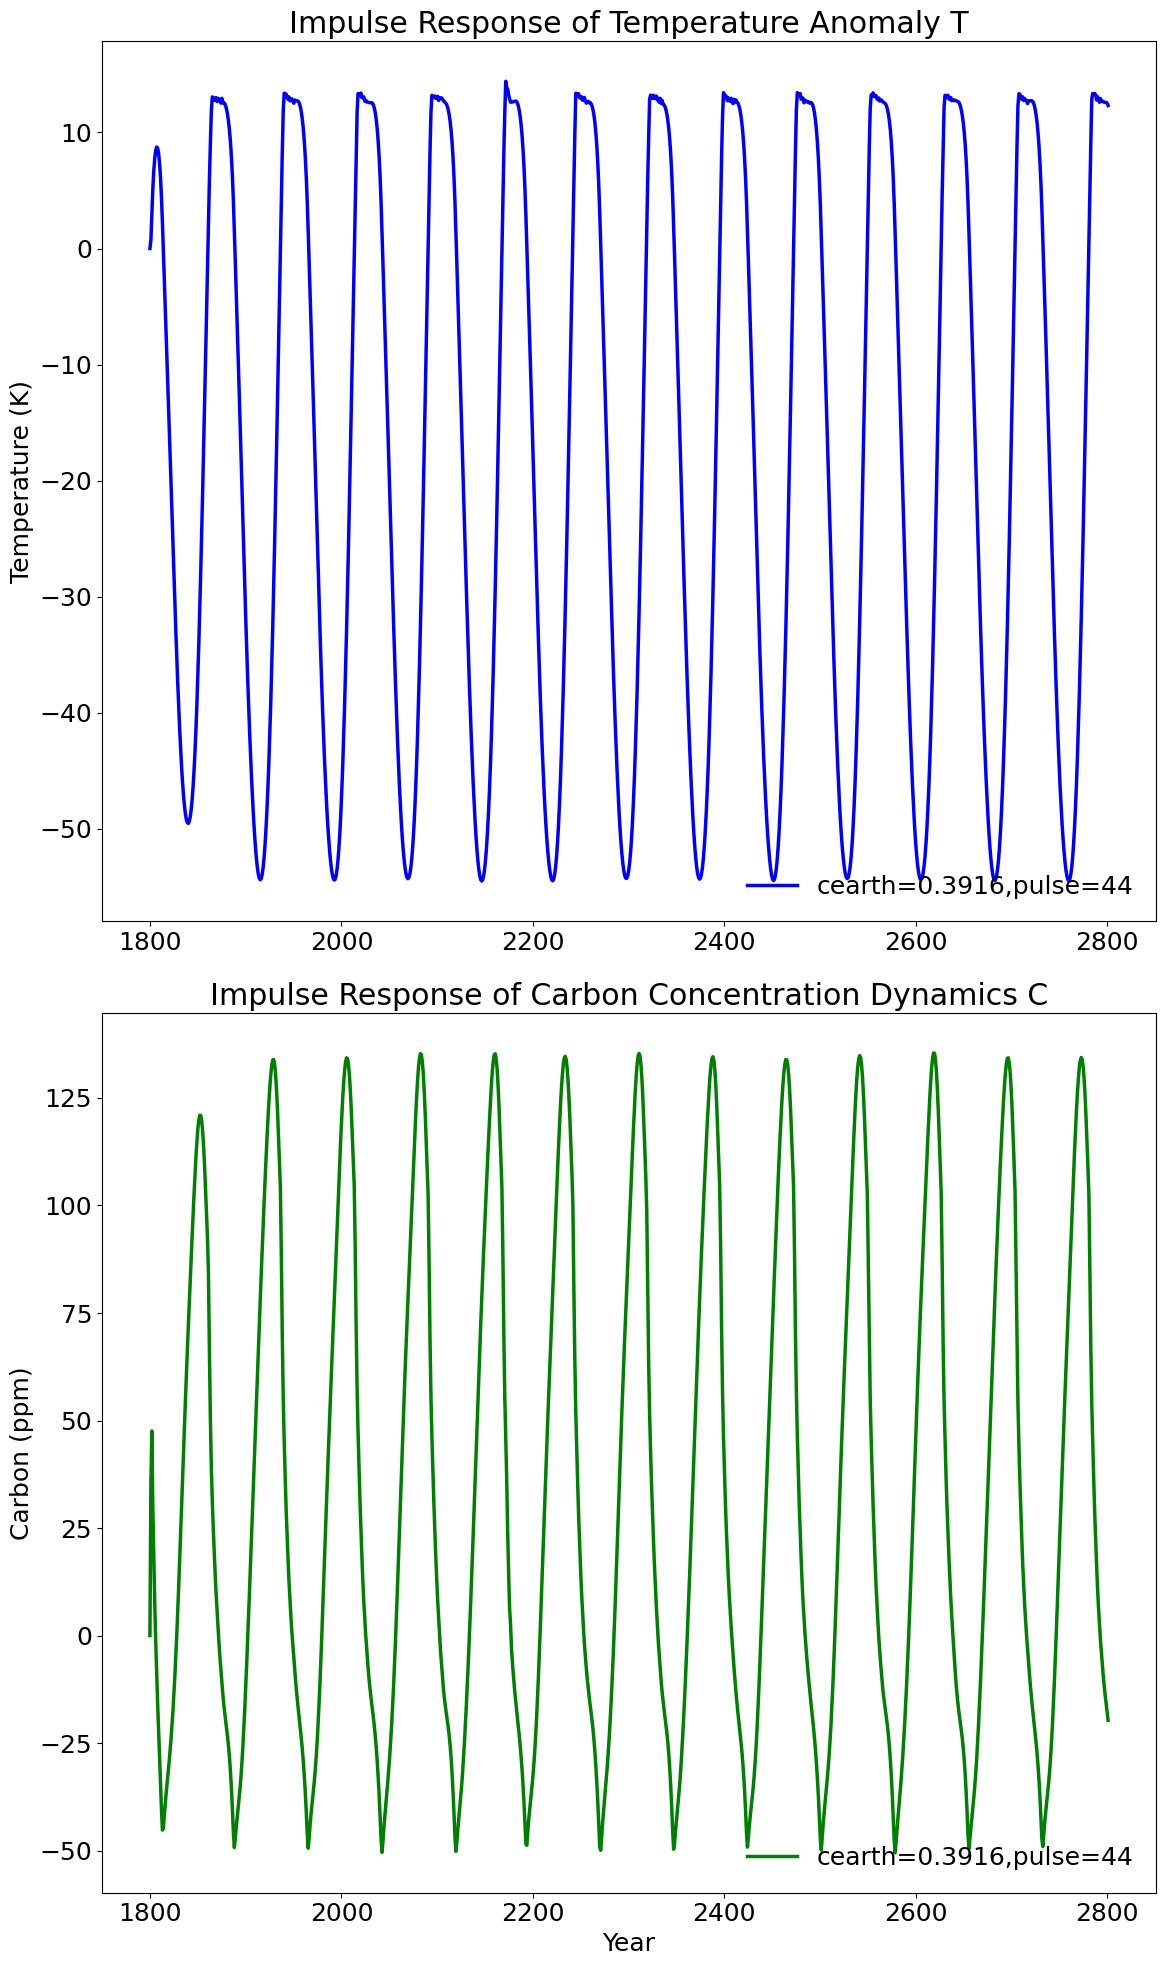 Impulse Response of Temperature Anomaly T
Temperature (K)
10
0
−10
−20
−30
−40
−50
cearth=0.3916,pulse=44
1800 2000 2200 2400 2600 2800
Impulse Response of Carbon Concentration Dynamics C
Carbon (ppm)
125
100
75
50
25
0
−25
−50
cearth=0.3916,pulse=44
1800 2000 2200 2400 2600 2800
Year